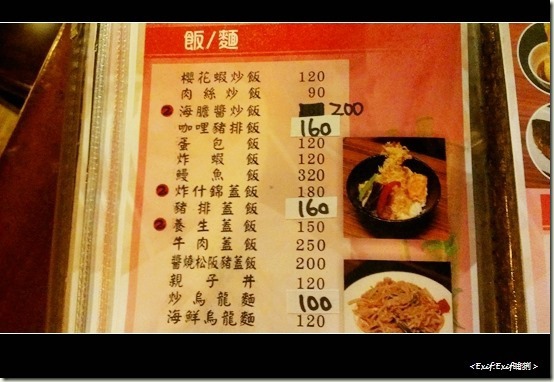 飯/麵
櫻花蝦炒飯 120
肉絲炒飯 90
海膽醬炒飯 200
咖哩豬排飯 160
蛋包飯 120
炸蝦飯 120
鰻魚飯 320
炸什錦蓋飯 180
豬排蓋飯 160
養生蓋飯 150
牛肉蓋飯 250
醬燒松阪豬蓋飯 200
親子丼 120
炒烏龍麵 100
海鮮烏龍麵 120